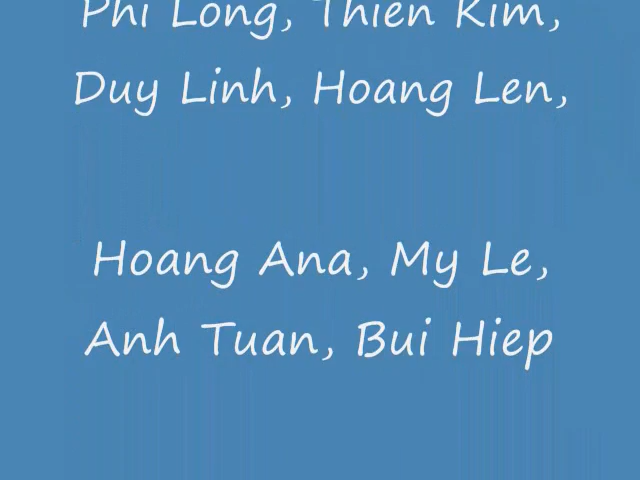 Phi Long, Thien Kim,
Duy Linh, Hoang Len,
Hoang Ana, My Le,
Anh Tuan, Bui Hiep